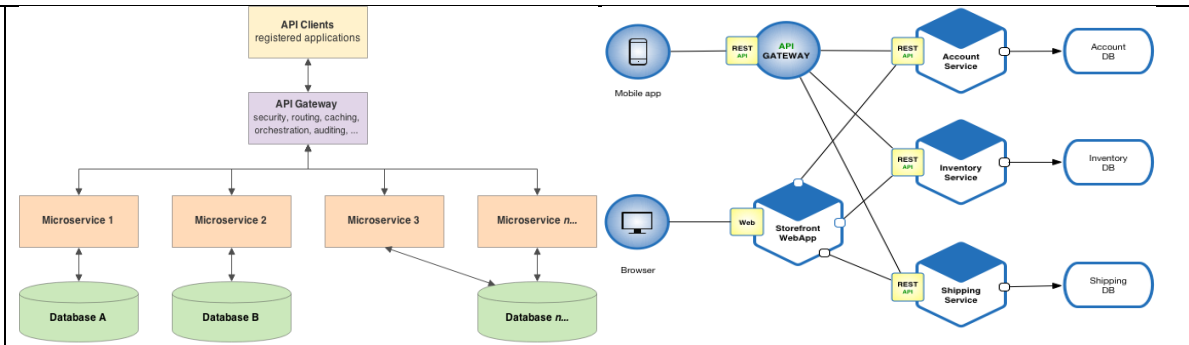 API Clients
registered applications
API Gateway
security, routing, caching,
orchestration, auditing, ...
Microservice 1
Microservice 2
Microservice 3
Microservice n...
Database A
Database B
Database n...
Mobile app
REST
API
API
GATEWAY
REST
API
Account
Service
Account
DB
REST
API
Inventory
Service
Inventory
DB
Browser
Web
Storefront
WebApp
REST
API
Shipping
Service
Shipping
DB